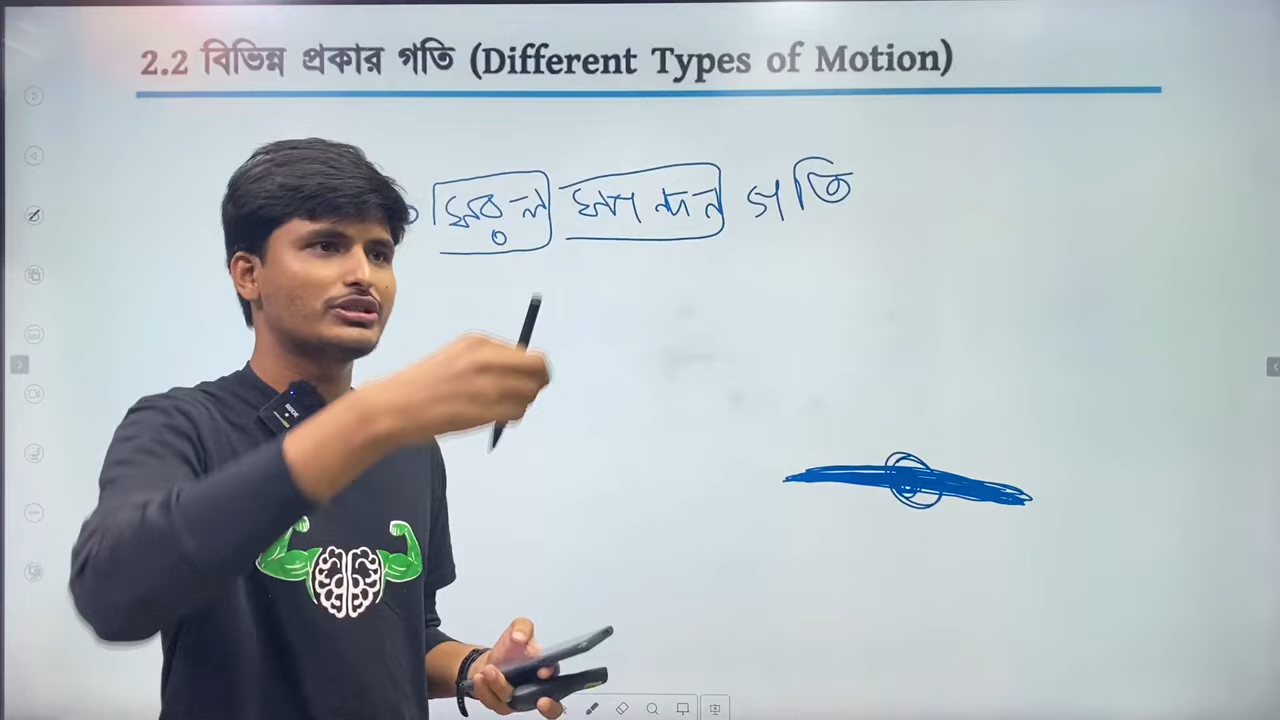 2.2 বিভিন্ন প্রকার গতি (Different Types of Motion)
সরল স্পন্দন গতি